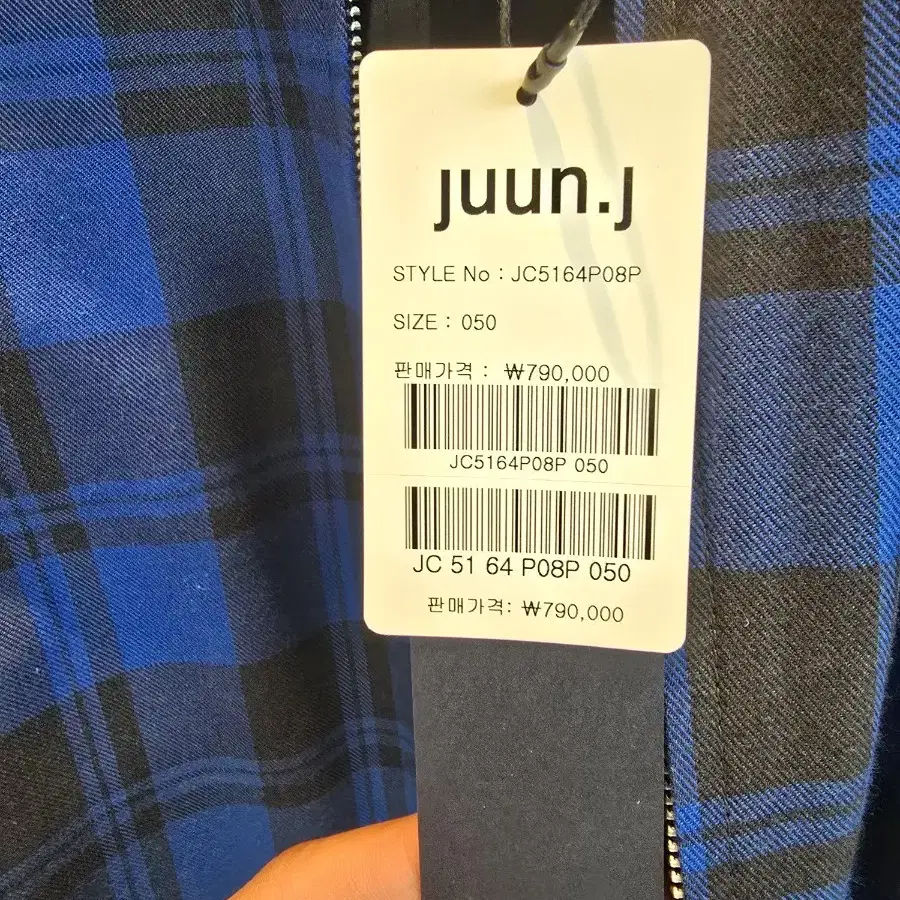 juun.j
STYLE No : JC5164P08P
SIZE : 050
판매가격 : ₩790,000
JC5164P08P 050
JC 51 64 P08P 050
판매가격: ₩790,000